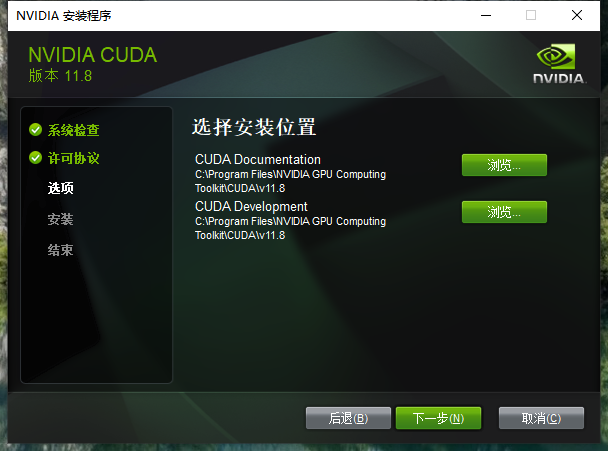 NVIDIA 安装程序
NVIDIA CUDA
版本 11.8
NVIDIA.
系统检查
许可协议
选项
安装
结束
选择安装位置
CUDA Documentation
C:\Program Files\NVIDIA GPU Computing
Toolkit\CUDA\v11.8
浏览...
CUDA Development
C:\Program Files\NVIDIA GPU Computing
Toolkit\CUDA\v11.8
浏览...
后退(B)
下一步(N)
取消(C)